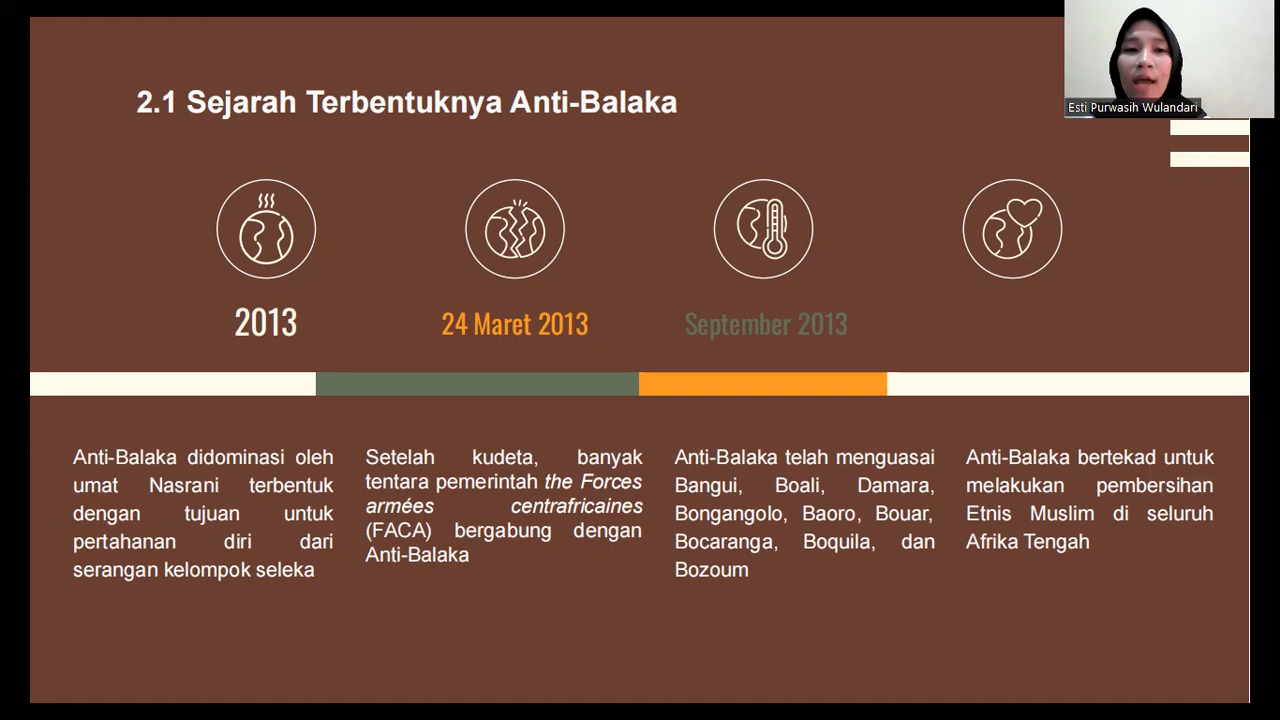 2.1 Sejarah Terbentuknya Anti-Balaka
Esti Purwasih Wulandari
2013
24 Maret 2013
September 2013
Anti-Balaka didominasi oleh
umat Nasrani terbentuk
dengan tujuan untuk
pertahanan diri dari
serangan kelompok seleka
Setelah kudeta, banyak
tentara pemerintah the Forces
armées centrafricaines
(FACA) bergabung dengan
Anti-Balaka
Anti-Balaka telah menguasai
Bangui, Boali, Damara,
Bongangolo, Baoro, Bouar,
Bocaranga, Boquila, dan
Bozoum
Anti-Balaka bertekad untuk
melakukan pembersihan
Etnis Muslim di seluruh
Afrika Tengah